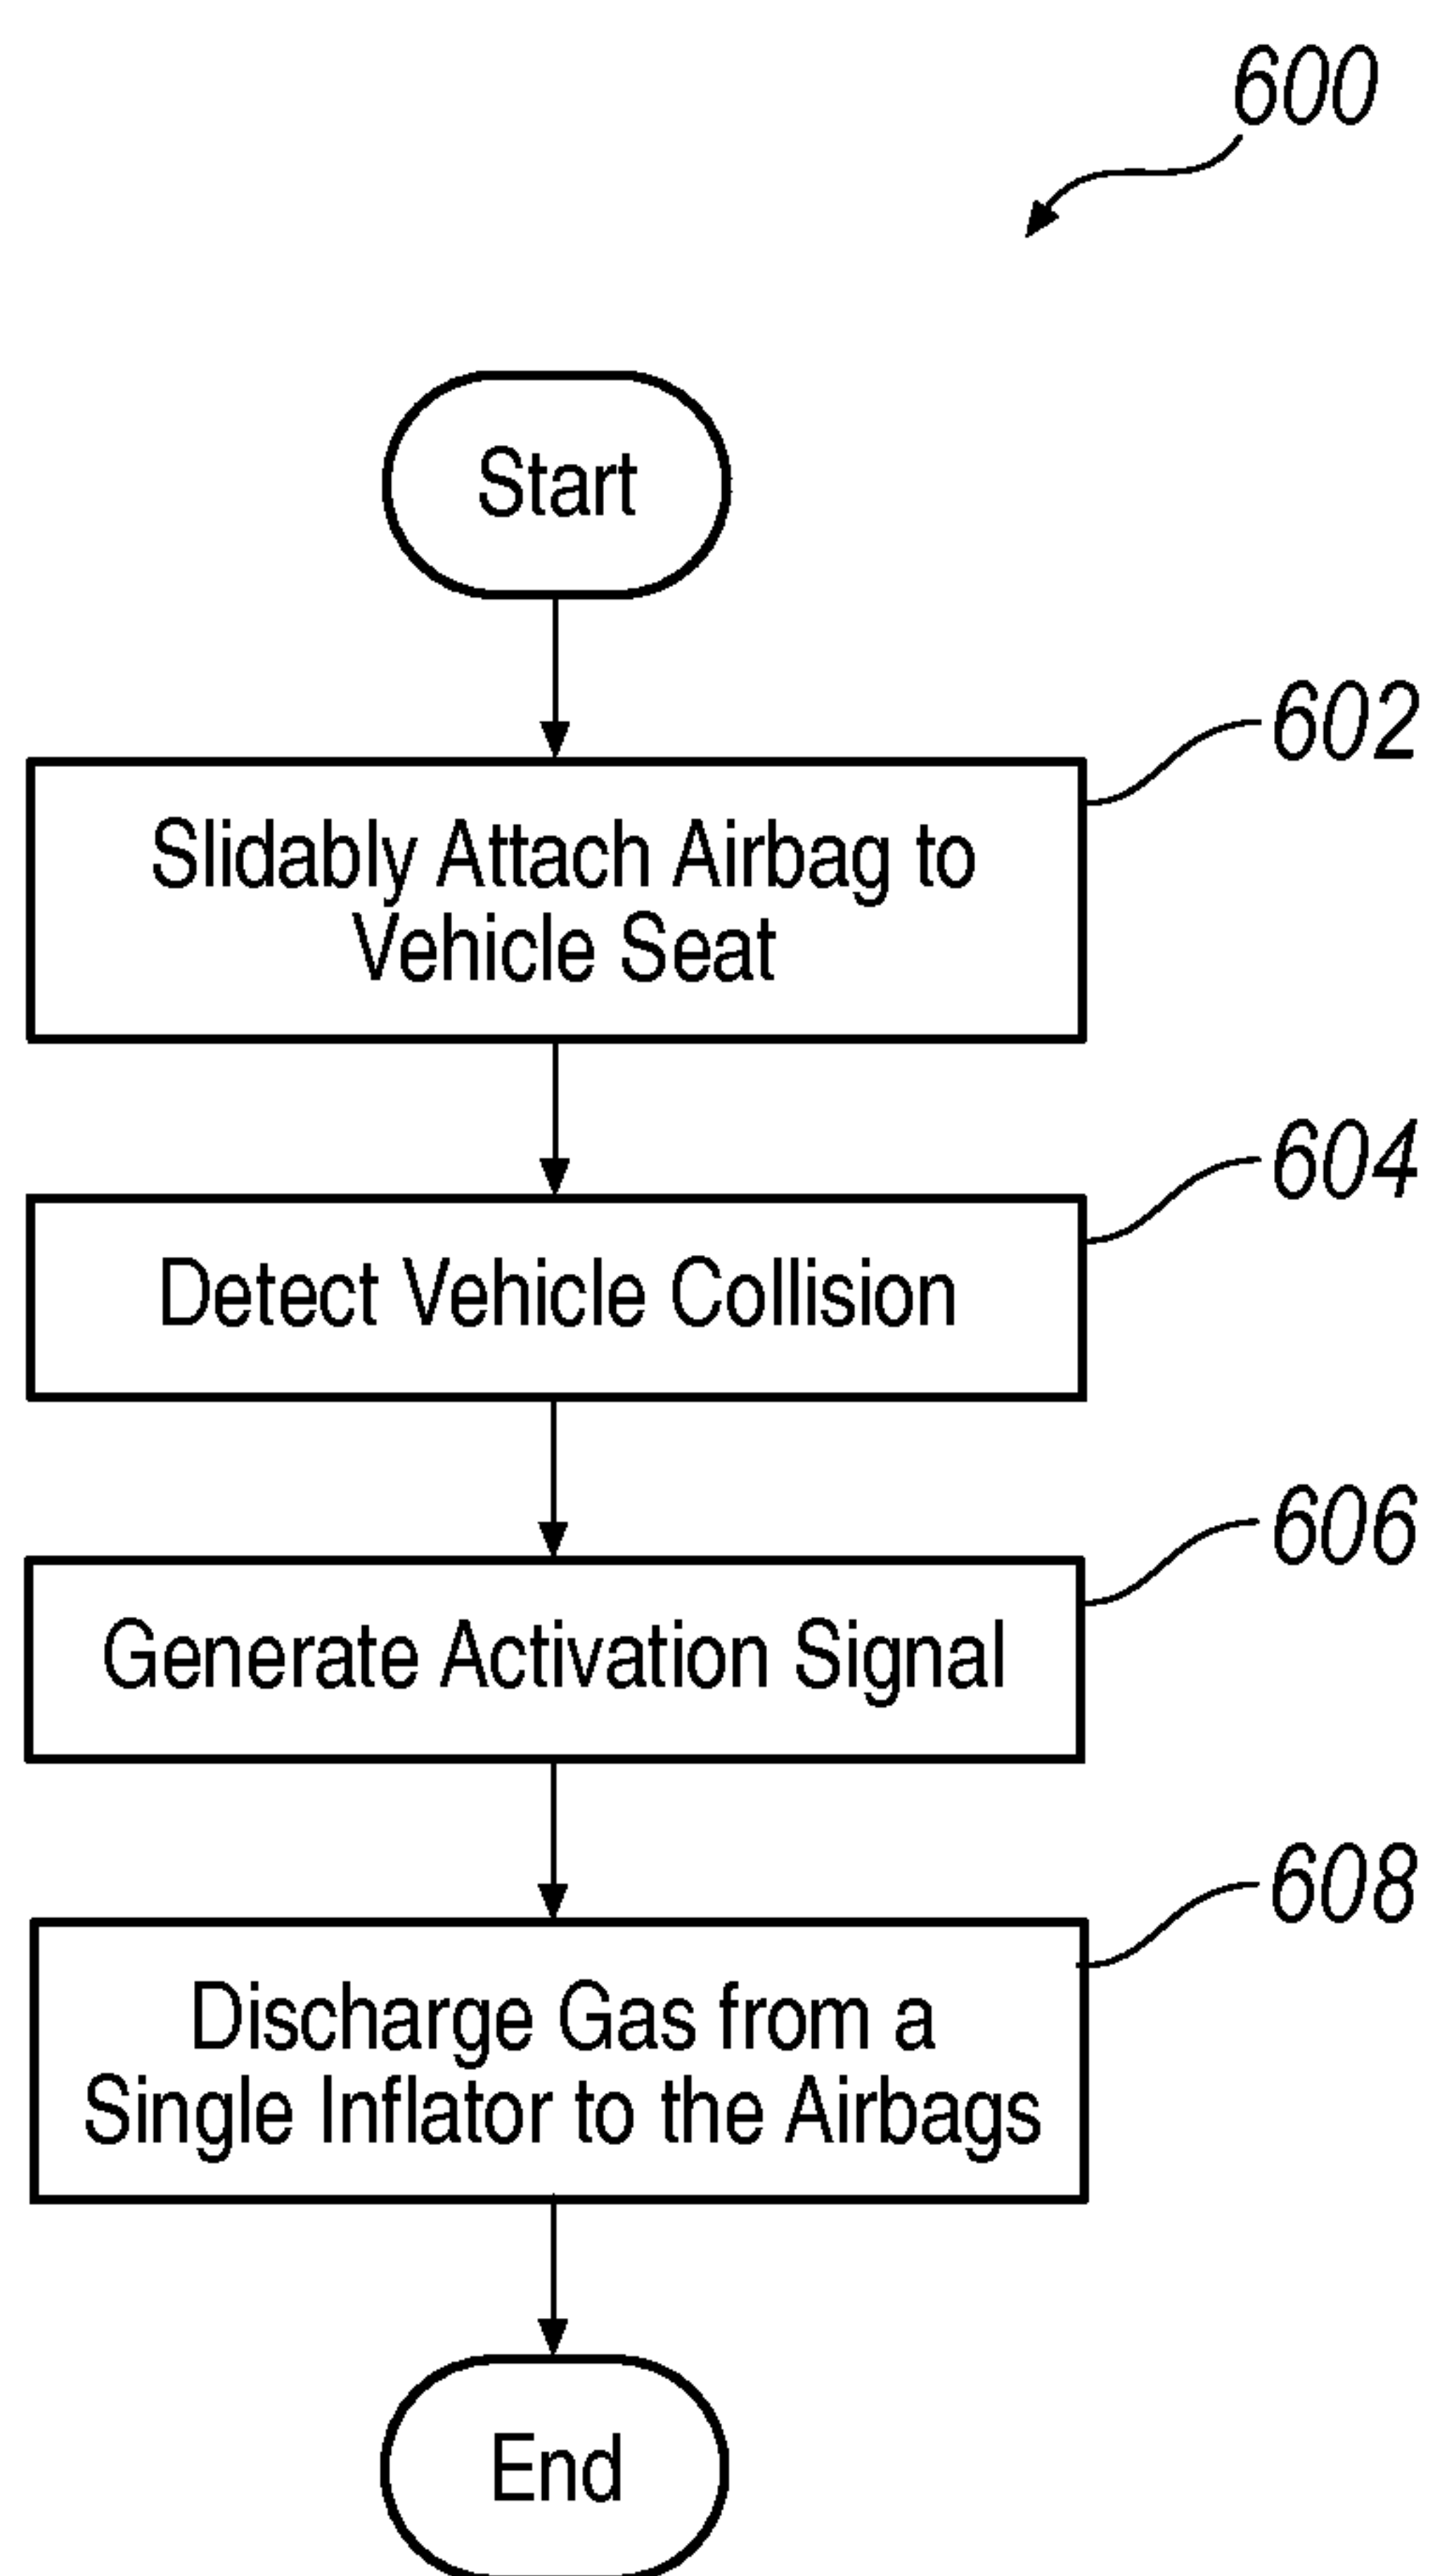 600
Start
602
Slidably Attach Airbag to
Vehicle Seat
604
Detect Vehicle Collision
606
Generate Activation Signal
608
Discharge Gas from a
Single Inflator to the Airbags
End